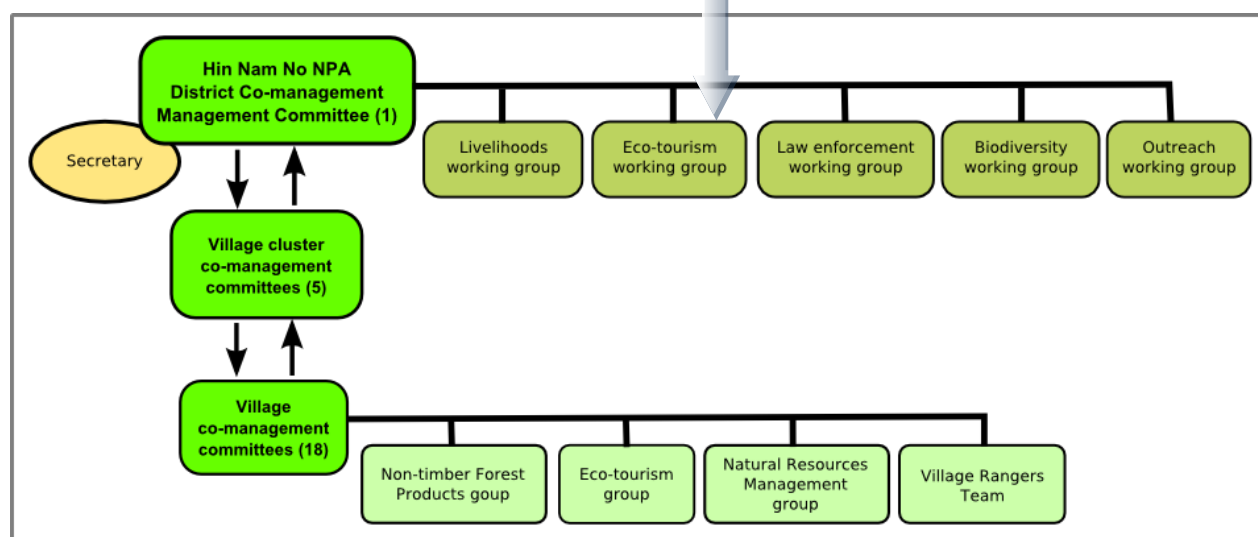 Hin Nam No NPA
District Co-management
Management Committee (1)
Secretary
Livelihoods
working group
Eco-tourism
working group
Law enforcement
working group
Biodiversity
working group
Outreach
working group
Village cluster
co-management
committees (5)
Village
co-management
committees (18)
Non-timber Forest
Products goup
Eco-tourism
group
Natural Resources
Management
group
Village Rangers
Team